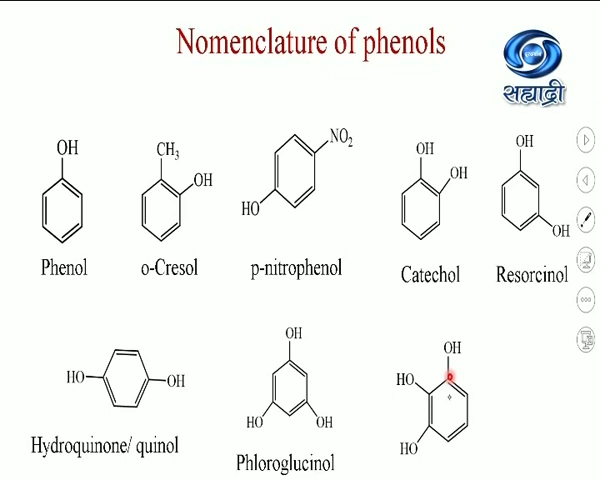 Nomenclature of phenols
सह्याद्री
OH
CH3
OH
NO2
HO
OH
OH
OH
OH
Phenol
o-Cresol
p-nitrophenol
Catechol
Resorcinol
HO
OH
OH
HO
OH
OH
HO
HO
Hydroquinone/ quinol
Phloroglucinol